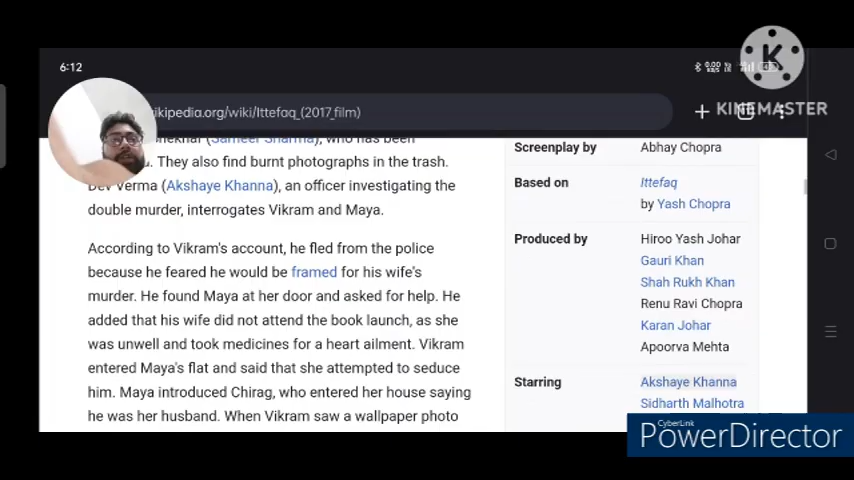 6:12
ikipedia.org/wiki/Ittefaq_(2017_film)
KINEMASTER
(Sameer Sharma), who has been
They also find burnt photographs in the trash.
Dev Verma (Akshaye Khanna), an officer investigating the
double murder, interrogates Vikram and Maya.
According to Vikram's account, he fled from the police
because he feared he would be framed for his wife's
murder. He found Maya at her door and asked for help. He
added that his wife did not attend the book launch, as she
was unwell and took medicines for a heart ailment. Vikram
entered Maya's flat and said that she attempted to seduce
him. Maya introduced Chirag, who entered her house saying
he was her husband. When Vikram saw a wallpaper photo
Screenplay by Abhay Chopra
Based on Ittefaq
by Yash Chopra
Produced by Hiroo Yash Johar
Gauri Khan
Shah Rukh Khan
Renu Ravi Chopra
Karan Johar
Apoorva Mehta
Starring Akshaye Khanna
Sidharth Malhotra
CyberLink
PowerDirector